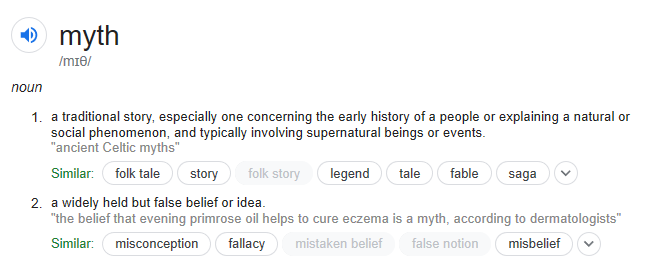 myth
/mɪθ/
noun
1. a traditional story, especially one concerning the early history of a people or explaining a natural or
social phenomenon, and typically involving supernatural beings or events.
"ancient Celtic myths"
Similar: folk tale story folk story legend tale fable saga
2. a widely held but false belief or idea.
"the belief that evening primrose oil helps to cure eczema is a myth, according to dermatologists"
Similar: misconception fallacy mistaken belief false notion misbelief